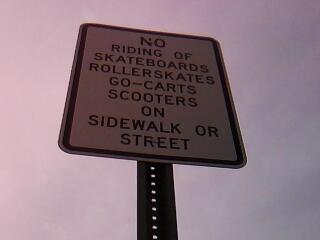 NO
RIDING OF
SKATEBOARDS
ROLLERSKATES
GO-CARTS
SCOOTERS
ON
SIDEWALK OR
STREET